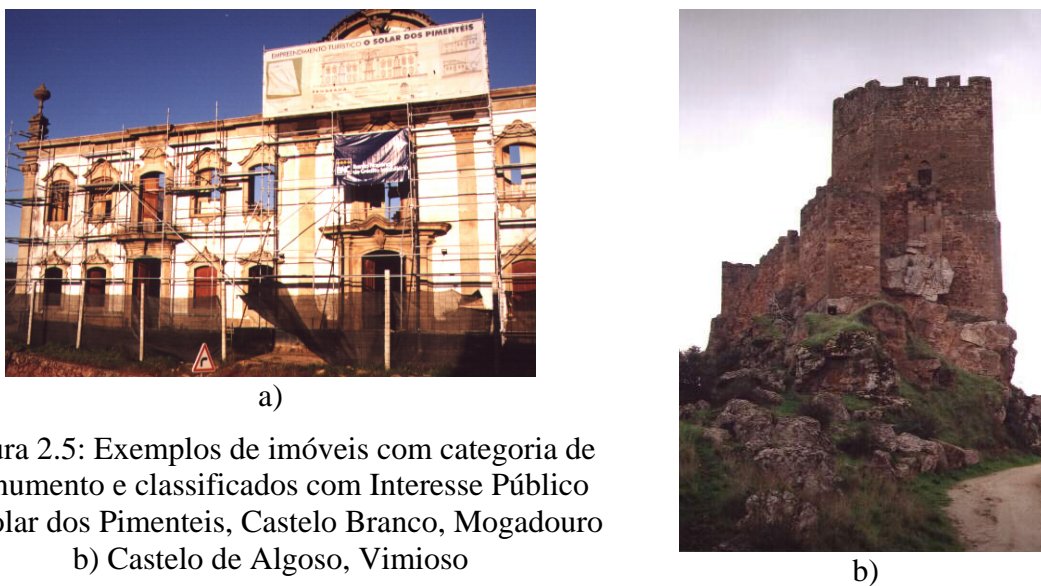 EMPREENDIMENTO TURÍSTICO O SOLAR DOS PIMENTÉIS
a)
ura 2.5: Exemplos de imóveis com categoria de
numento e classificados com Interesse Público
olar dos Pimenteis, Castelo Branco, Mogadouro
b) Castelo de Algoso, Vimioso
b)